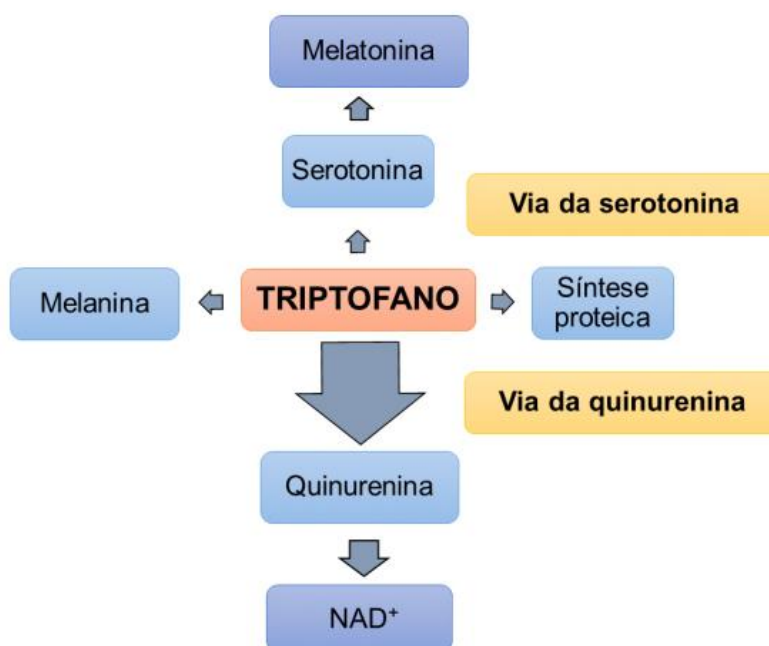 Melatonina
Serotonina
Via da serotonina
Melanina
TRIPTOFANO
Síntese
proteica
Via da quinurenina
Quinurenina
NAD⁺